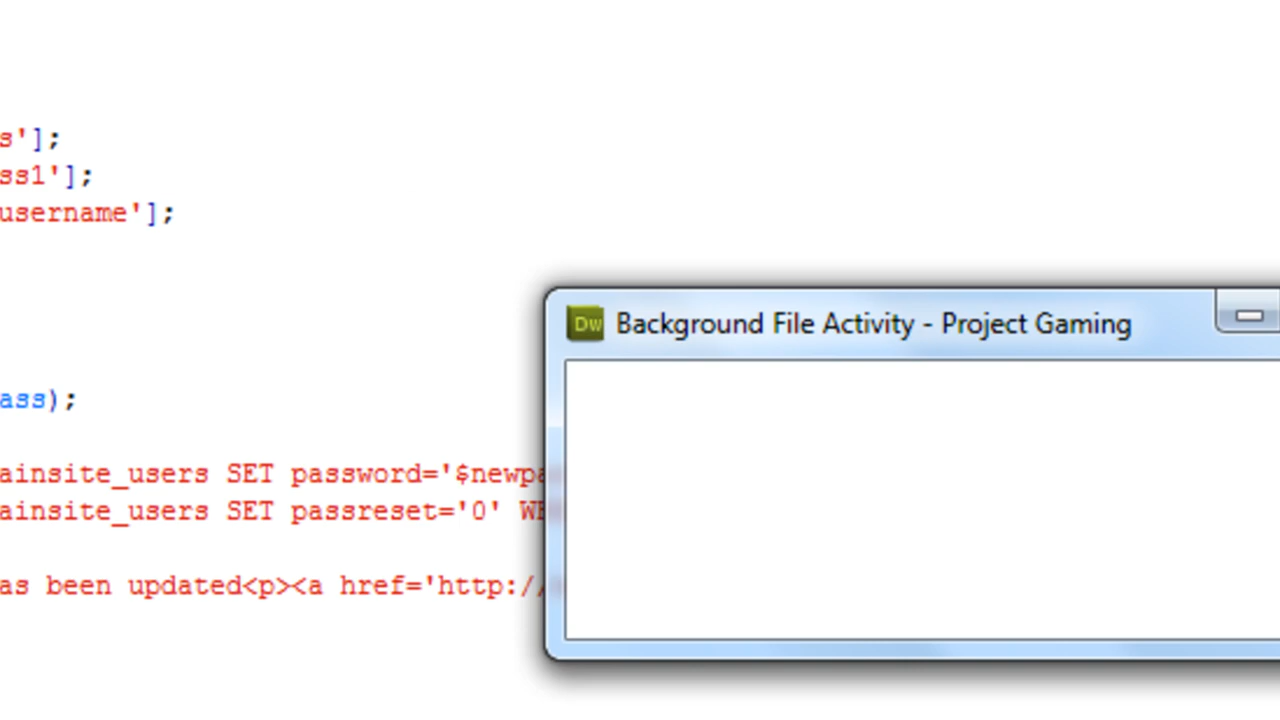 s'];
ss1'];
username'];
Dw Background File Activity - Project Gaming
ass);
ainsite_users SET password='$newpa
ainsite_users SET passreset='0' WH
as been updated<p><a href='http://